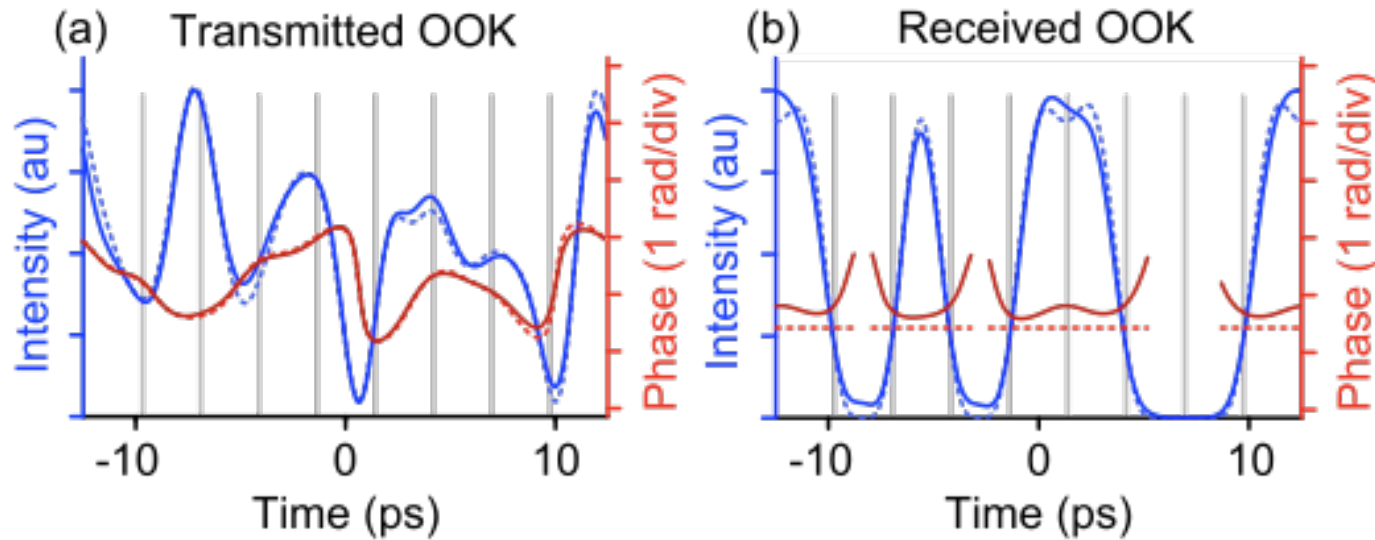 (a) Transmitted OOK
Intensity (au)
Phase (1 rad/div)
-10 0 10
Time (ps)
(b) Received OOK
Intensity (au)
Phase (1 rad/div)
-10 0 10
Time (ps)